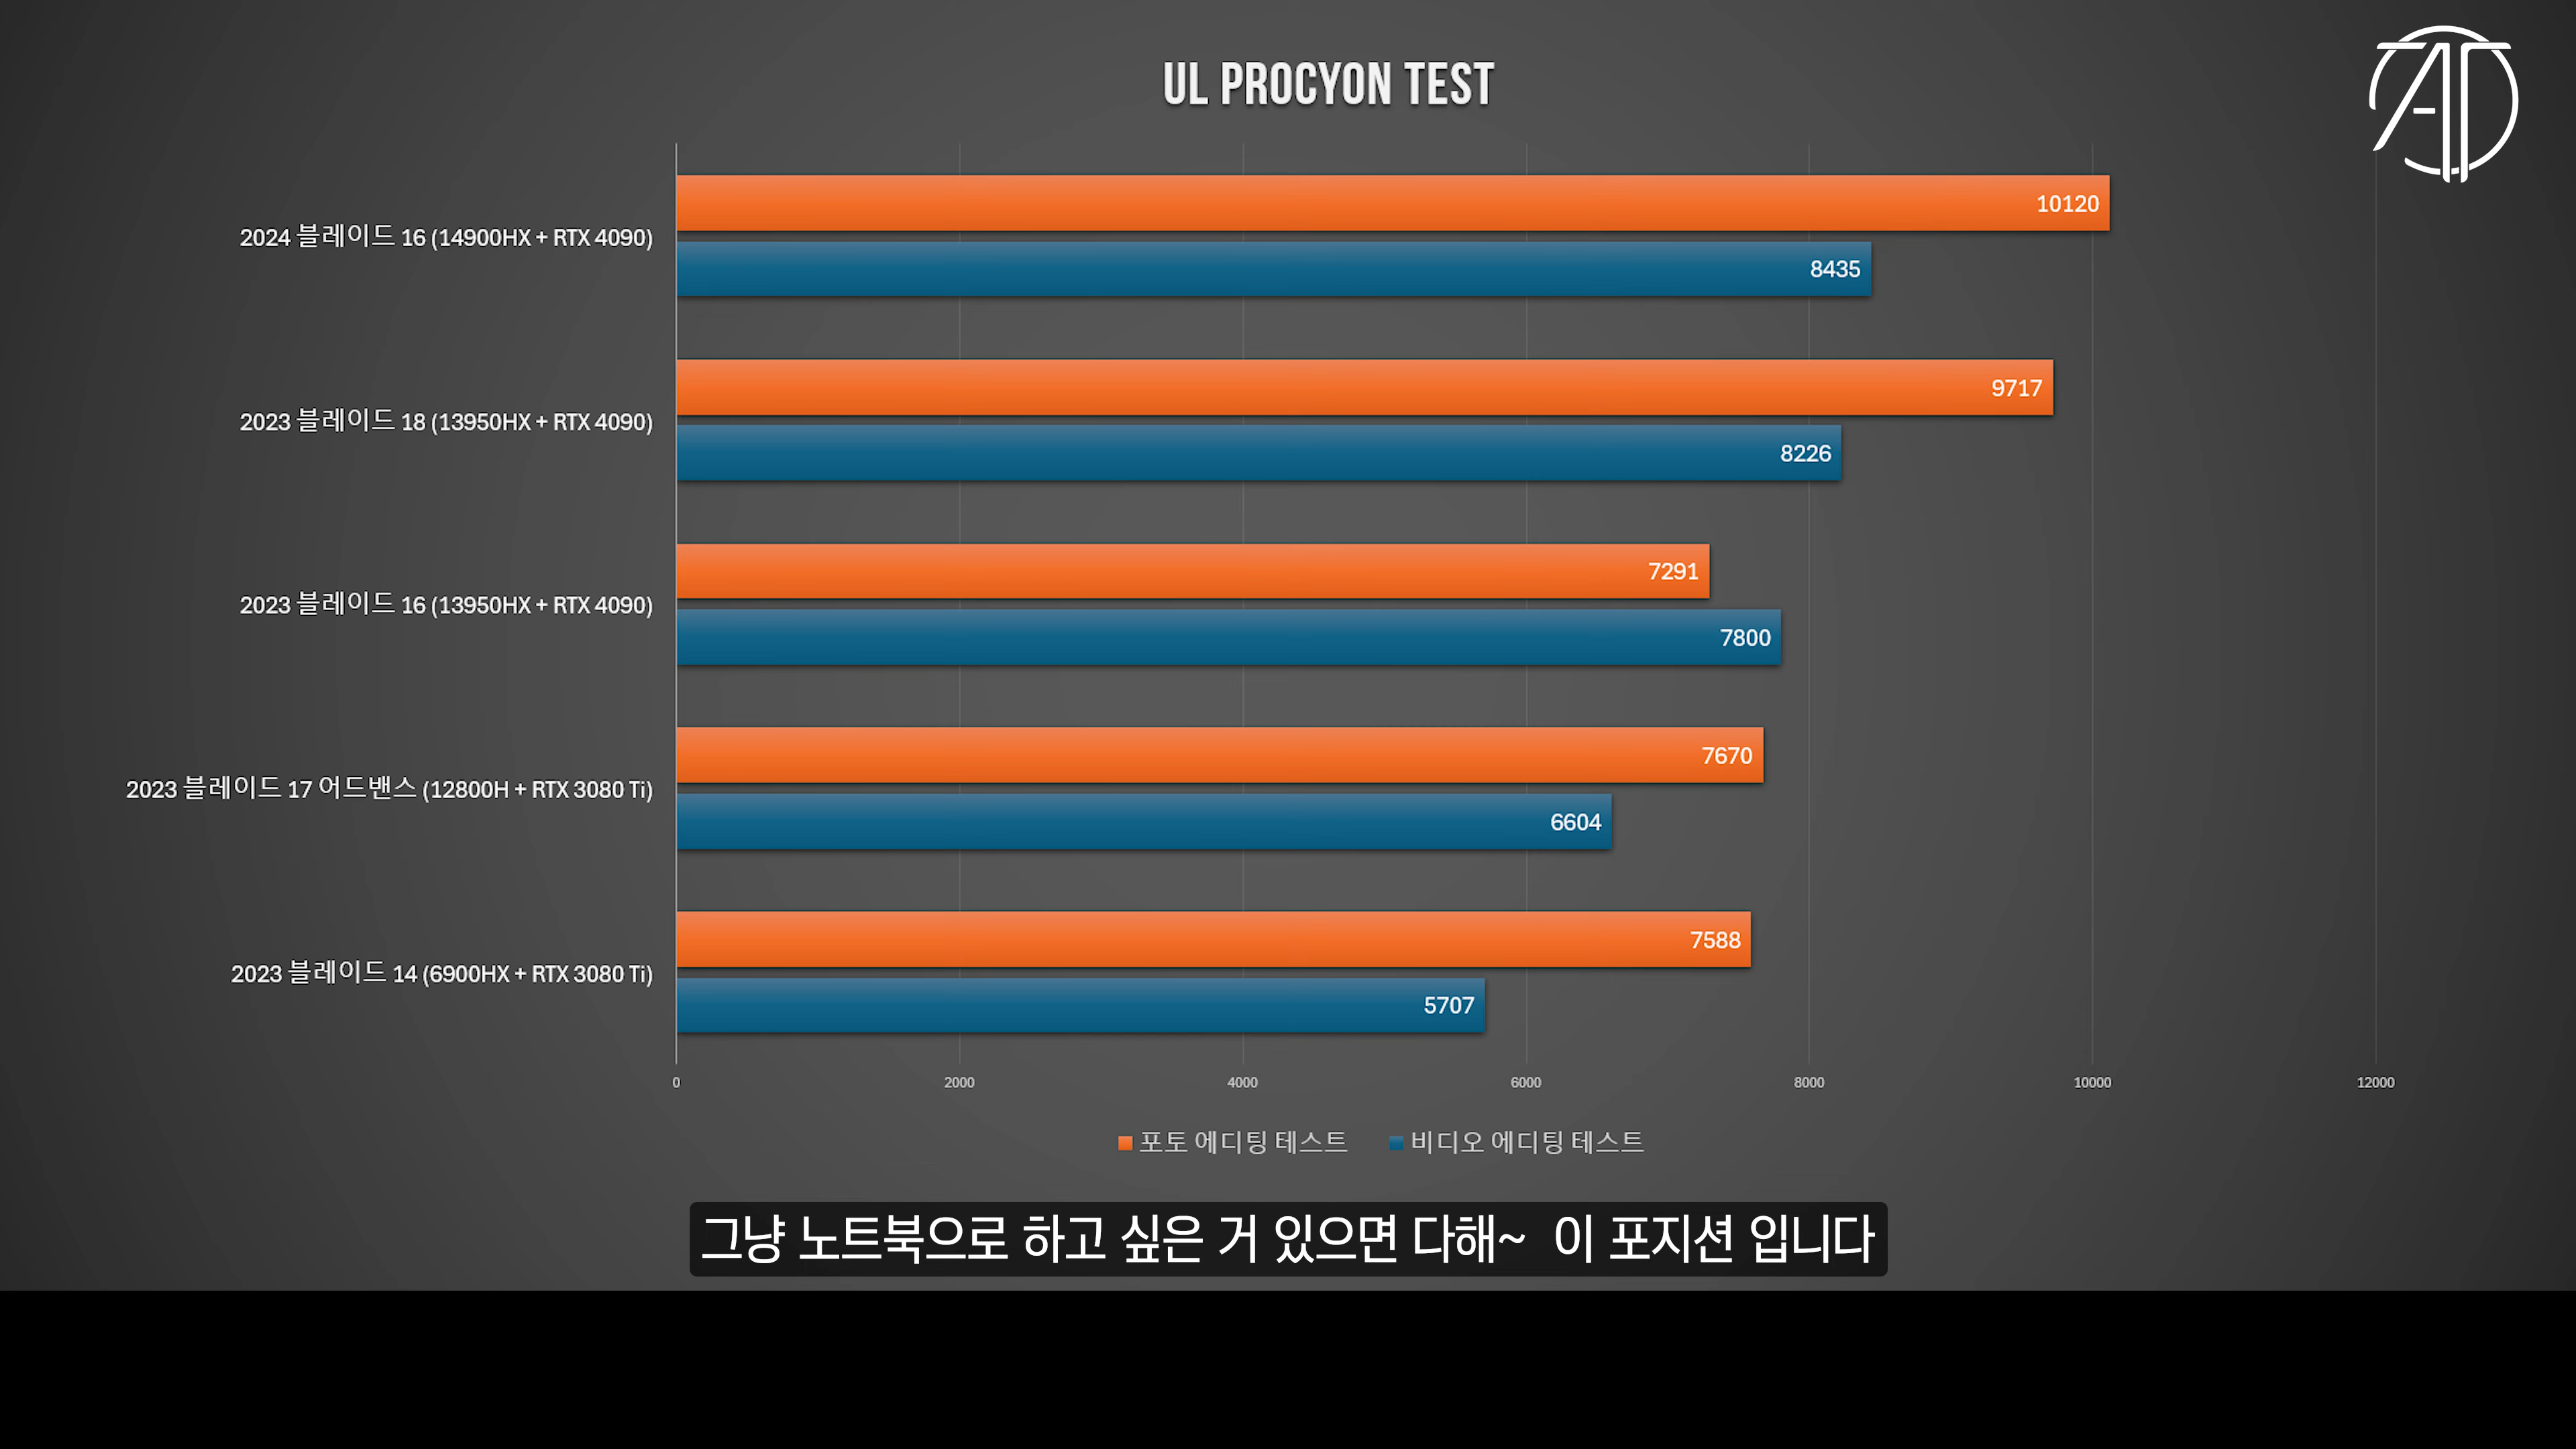 UL PROCYON TEST
2024 블레이드 16 (14900HX + RTX 4090)
10120
8435
2023 블레이드 18 (13950HX + RTX 4090)
9717
8226
2023 블레이드 16 (13950HX + RTX 4090)
7291
7800
2023 블레이드 17 어드밴스 (12800H + RTX 3080 Ti)
7670
6604
2023 블레이드 14 (6900HX + RTX 3080 Ti)
7588
5707
0 2000 4000 6000 8000 10000 12000
포토 에디팅 테스트 비디오 에디팅 테스트
그냥 노트북으로 하고 싶은 거 있으면 다해~ 이 포지션 입니다